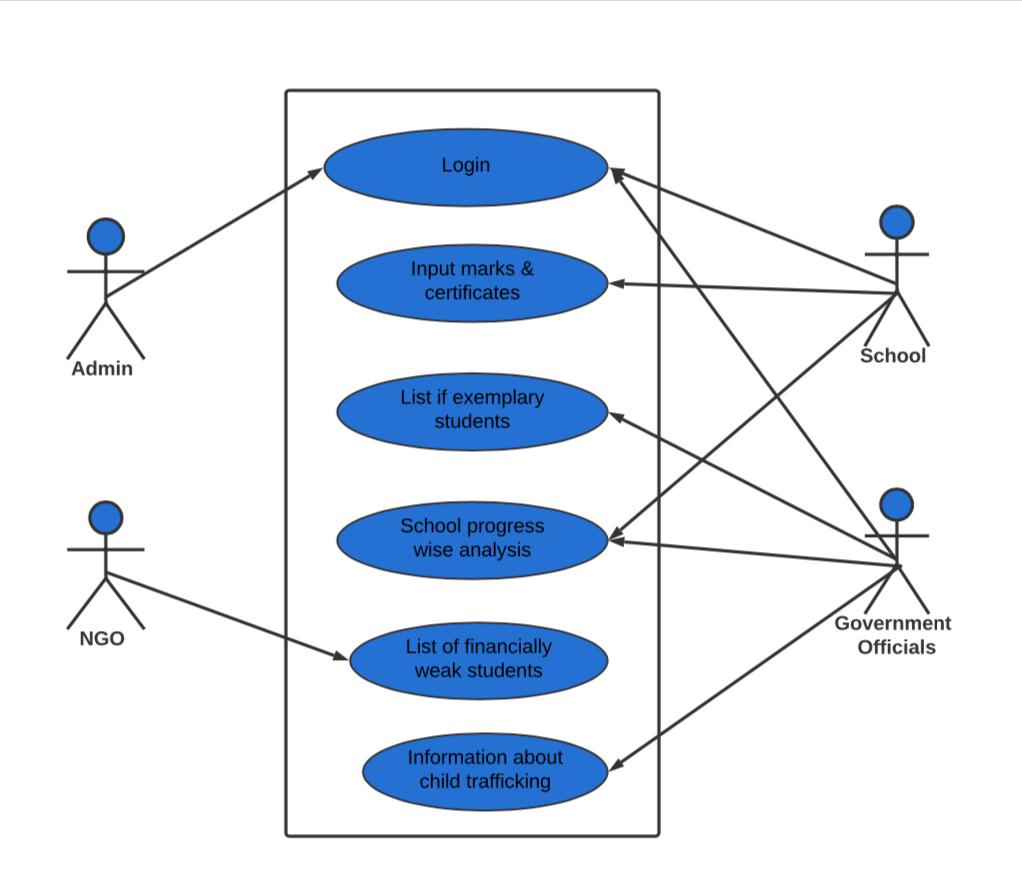 Login
Input marks &
certificates
List if exemplary
students
School progress
wise analysis
List of financially
weak students
Information about
child trafficking
Admin
NGO
School
Government
Officials